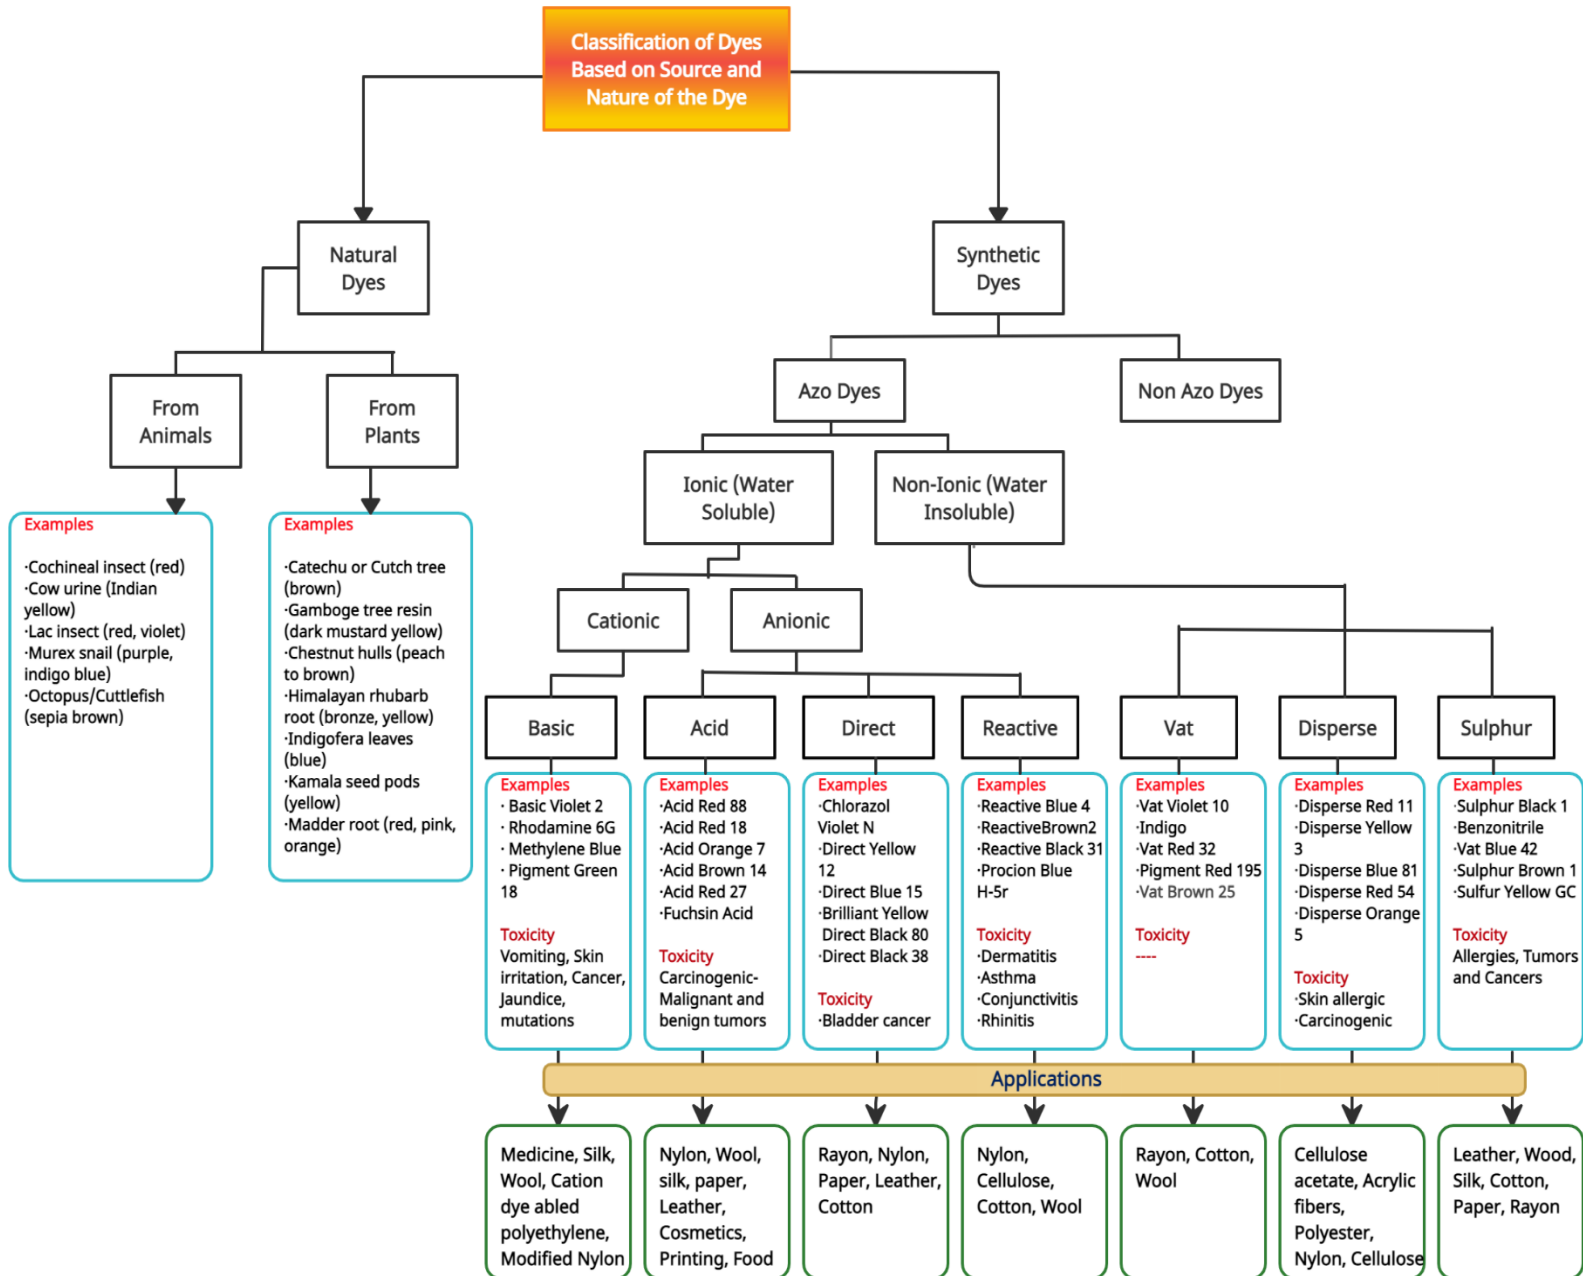 Classification of Dyes
Based on Source and
Nature of the Dye
Natural
Dyes
Synthetic
Dyes
From
Animals
From
Plants
Azo Dyes
Non Azo Dyes
Ionic (Water
Soluble)
Non-Ionic (Water
Insoluble)
Cationic
Anionic
Examples
·Cochineal insect (red)
·Cow urine (Indian
yellow)
·Lac insect (red, violet)
·Murex snail (purple,
indigo blue)
·Octopus/Cuttlefish
(sepia brown)
Examples
·Catechu or Cutch tree
(brown)
·Gamboge tree resin
(dark mustard yellow)
·Chestnut hulls (peach
to brown)
·Himalayan rhubarb
root (bronze, yellow)
·Indigofera leaves
(blue)
·Kamala seed pods
(yellow)
·Madder root (red, pink,
orange)
Basic
Acid
Direct
Reactive
Vat
Disperse
Sulphur
Examples
· Basic Violet 2
· Rhodamine 6G
· Methylene Blue
· Pigment Green
18
Toxicity
Vomiting, Skin
irritation, Cancer,
Jaundice,
mutations
Examples
·Acid Red 88
·Acid Red 18
·Acid Orange 7
·Acid Brown 14
·Acid Red 27
·Fuchsin Acid
Toxicity
Carcinogenic-
Malignant and
benign tumors
Examples
·Chlorazol
Violet N
·Direct Yellow
12
·Direct Blue 15
·Brilliant Yellow
Direct Black 80
·Direct Black 38
Toxicity
·Bladder cancer
Examples
·Reactive Blue 4
·ReactiveBrown2
·Reactive Black 31
·Procion Blue
H-5r
Toxicity
·Dermatitis
·Asthma
·Conjunctivitis
·Rhinitis
Examples
·Vat Violet 10
·Indigo
·Vat Red 32
·Pigment Red 195
·Vat Brown 25
Toxicity
----
Examples
·Disperse Red 11
·Disperse Yellow
3
·Disperse Blue 81
·Disperse Red 54
·Disperse Orange
5
Toxicity
·Skin allergic
·Carcinogenic
Examples
·Sulphur Black 1
·Benzonitrile
·Vat Blue 42
·Sulphur Brown 1
·Sulfur Yellow GC
Toxicity
Allergies, Tumors
and Cancers
Applications
Medicine, Silk,
Wool, Cation
dye abled
polyethylene,
Modified Nylon
Nylon, Wool,
silk, paper,
Leather,
Cosmetics,
Printing, Food
Rayon, Nylon,
Paper, Leather,
Cotton
Nylon,
Cellulose,
Cotton, Wool
Rayon, Cotton,
Wool
Cellulose
acetate, Acrylic
fibers,
Polyester,
Nylon, Cellulose
Leather, Wood,
Silk, Cotton,
Paper, Rayon